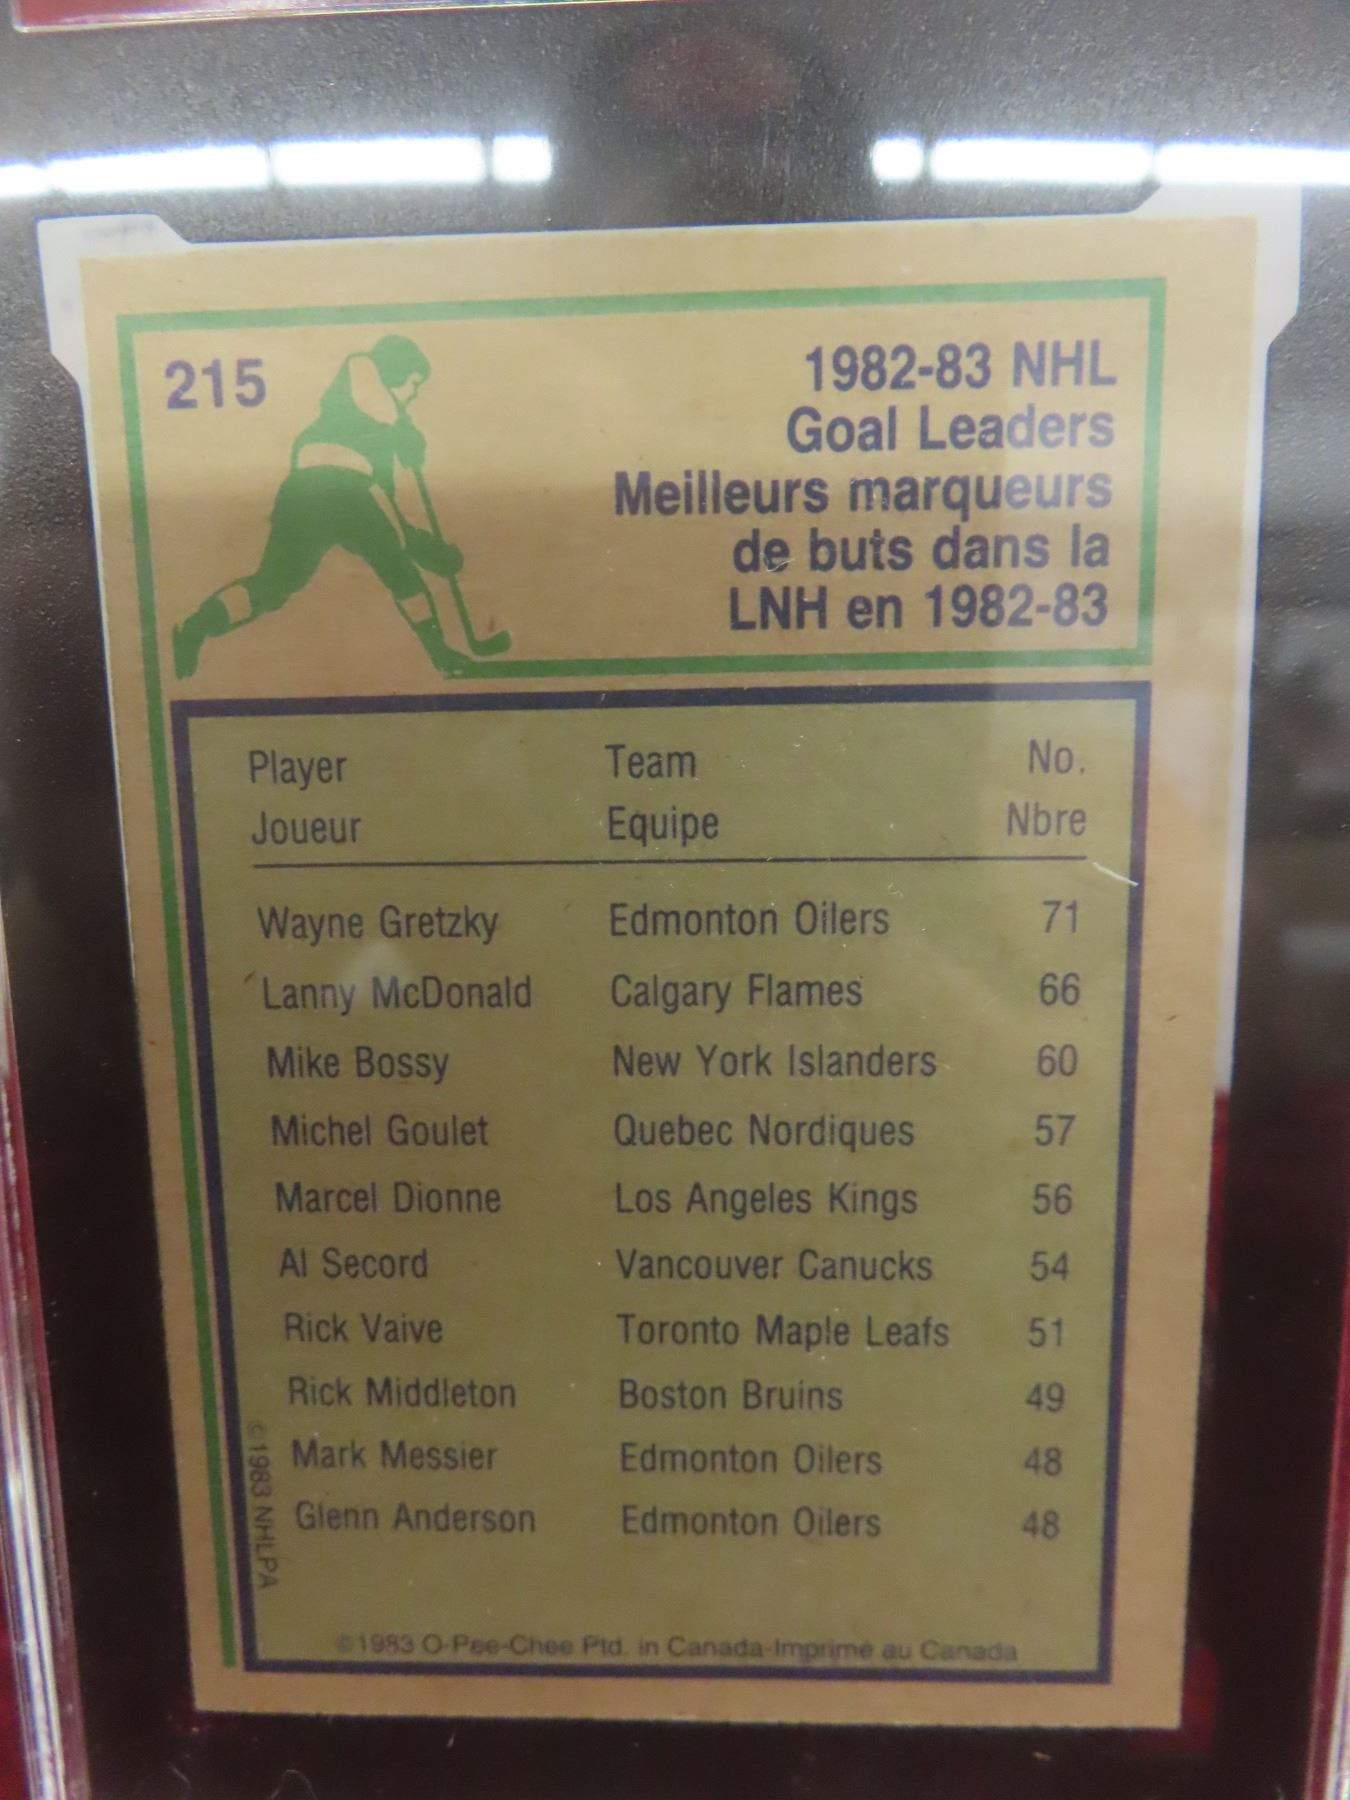 215
1982-83 NHL
Goal Leaders
Meilleurs marqueurs
de buts dans la
LNH en 1982-83
Player Team No.
Joueur Equipe Nbre
Wayne Gretzky Edmonton Oilers 71
Lanny McDonald Calgary Flames 66
Mike Bossy New York Islanders 60
Michel Goulet Quebec Nordiques 57
Marcel Dionne Los Angeles Kings 56
Al Secord Vancouver Canucks 54
Rick Vaive Toronto Maple Leafs 51
Rick Middleton Boston Bruins 49
Mark Messier Edmonton Oilers 48
Glenn Anderson Edmonton Oilers 48
©1983 NHLPA
©1983 O-Pee-Chee Ptd. in Canada-Imprimé au Canada